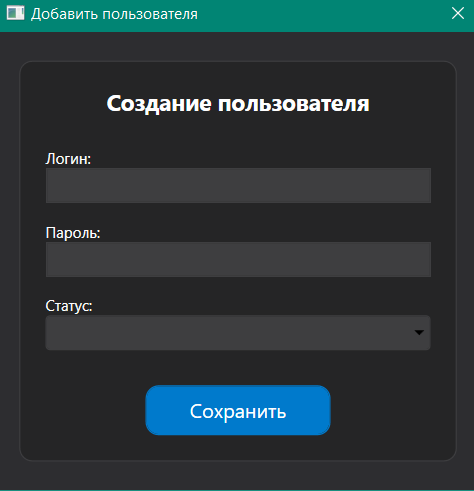 Добавить пользователя
Создание пользователя
Логин:
Пароль:
Статус:
Сохранить